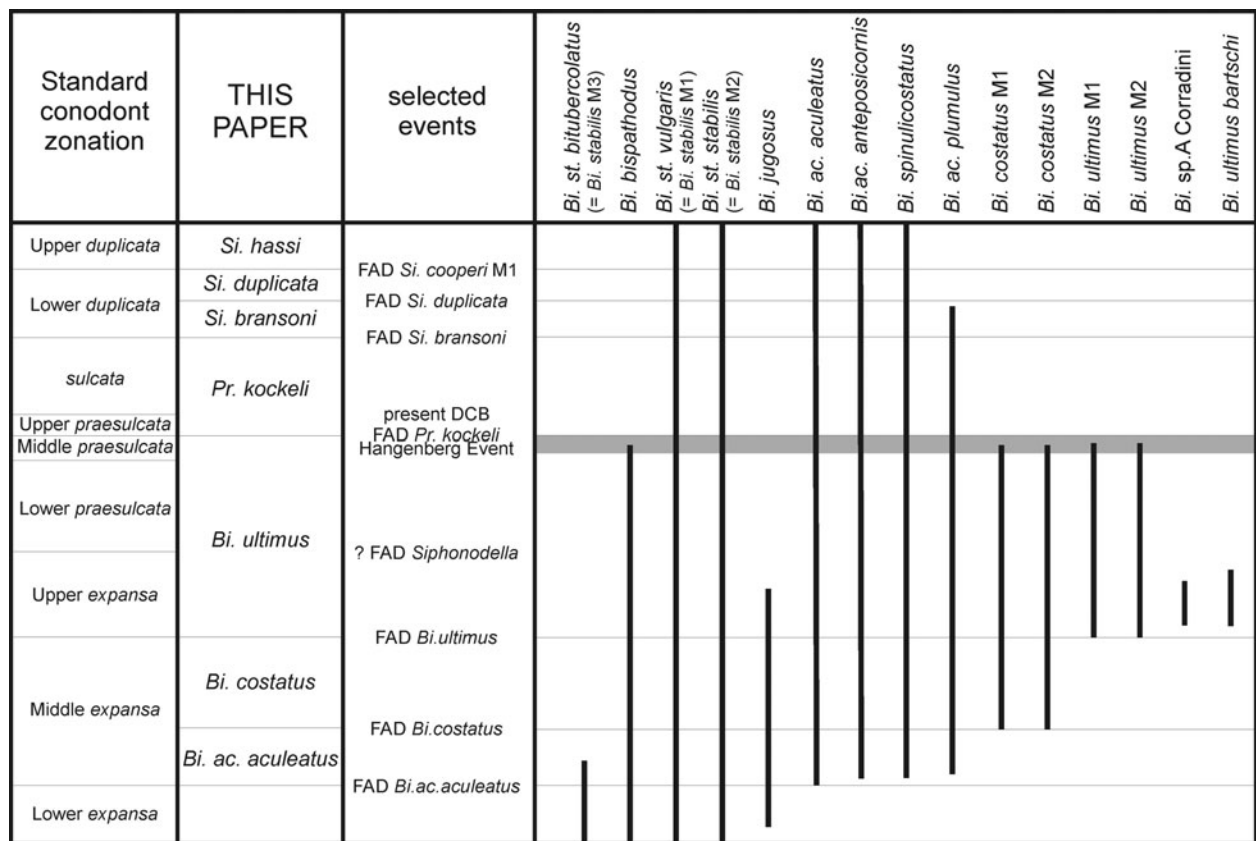 Standard
conodont
zonation
THIS
PAPER
selected
events
Bi. st. bitubercolatus
(= Bi. stabilis M3)
Bi. bispathodus
Bi. st. vulgaris
(= Bi. stabilis M1)
Bi. st. stabilis
(= Bi. stabilis M2)
Bi. jugosus
Bi. ac. aculeatus
Bi.ac. anteposicornis
Bi. spinulicostatus
Bi. ac. plumulus
Bi. costatus M1
Bi. costatus M2
Bi. ultimus M1
Bi. ultimus M2
Bi. sp.A Corradini
Bi. ultimus bartschi
Upper duplicata
Lower duplicata
sulcata
Upper praesulcata
Middle praesulcata
Lower praesulcata
Upper expansa
Middle expansa
Lower expansa
Si. hassi
Si. duplicata
Si. bransoni
Pr. kockeli
Bi. ultimus
Bi. costatus
Bi. ac. aculeatus
FAD Si. cooperi M1
FAD Si. duplicata
FAD Si. bransoni
present DCB
FAD Pr. kockeli
Hangenberg Event
? FAD Siphonodella
FAD Bi.ultimus
FAD Bi.costatus
FAD Bi.ac.aculeatus